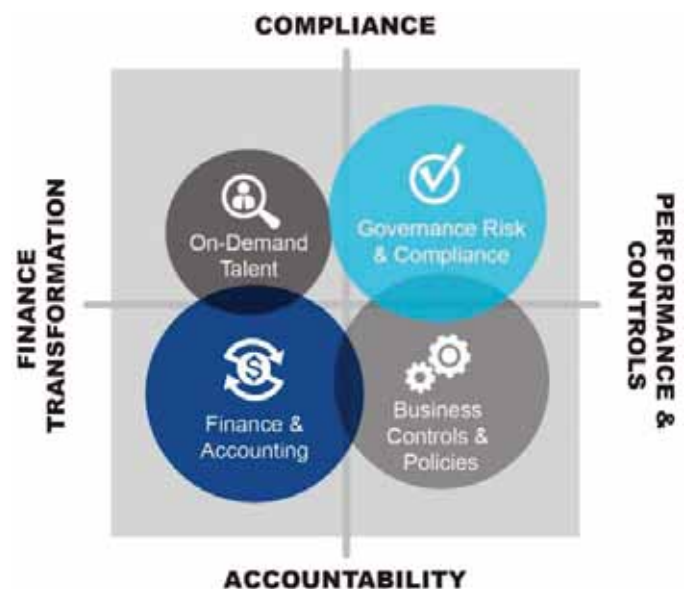 COMPLIANCE
FINANCE
TRANSFORMATION
On-Demand
Talent
Governance Risk
& Compliance
PERFORMANCE &
CONTROLS
$
Finance &
Accounting
Business
Controls &
Policies
ACCOUNTABILITY